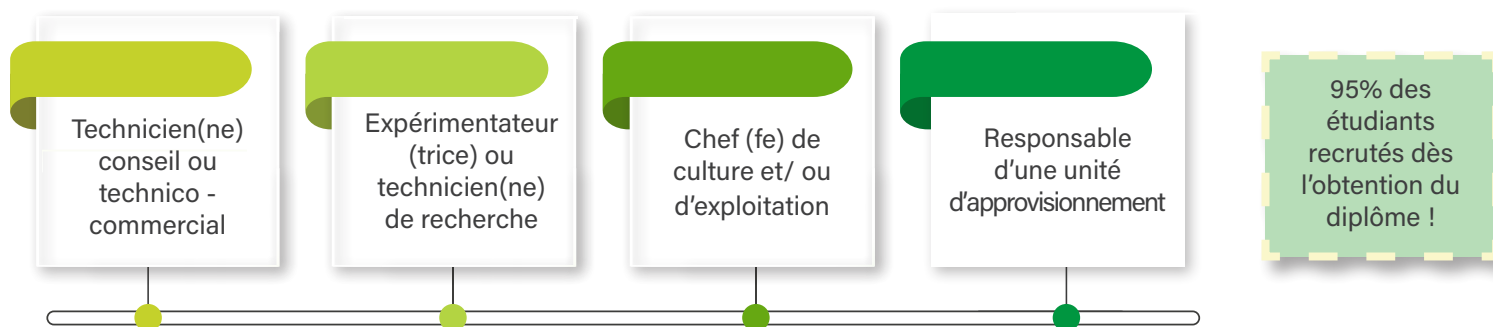 Technicien(ne)
conseil ou
technico -
commercial
Expérimentateur
(trice) ou
technicien(ne)
de recherche
Chef (fe) de
culture et/ ou
d'exploitation
Responsable
d'une unité
d'approvisionnement
95% des
étudiants
recrutés dès
l'obtention du
diplôme !